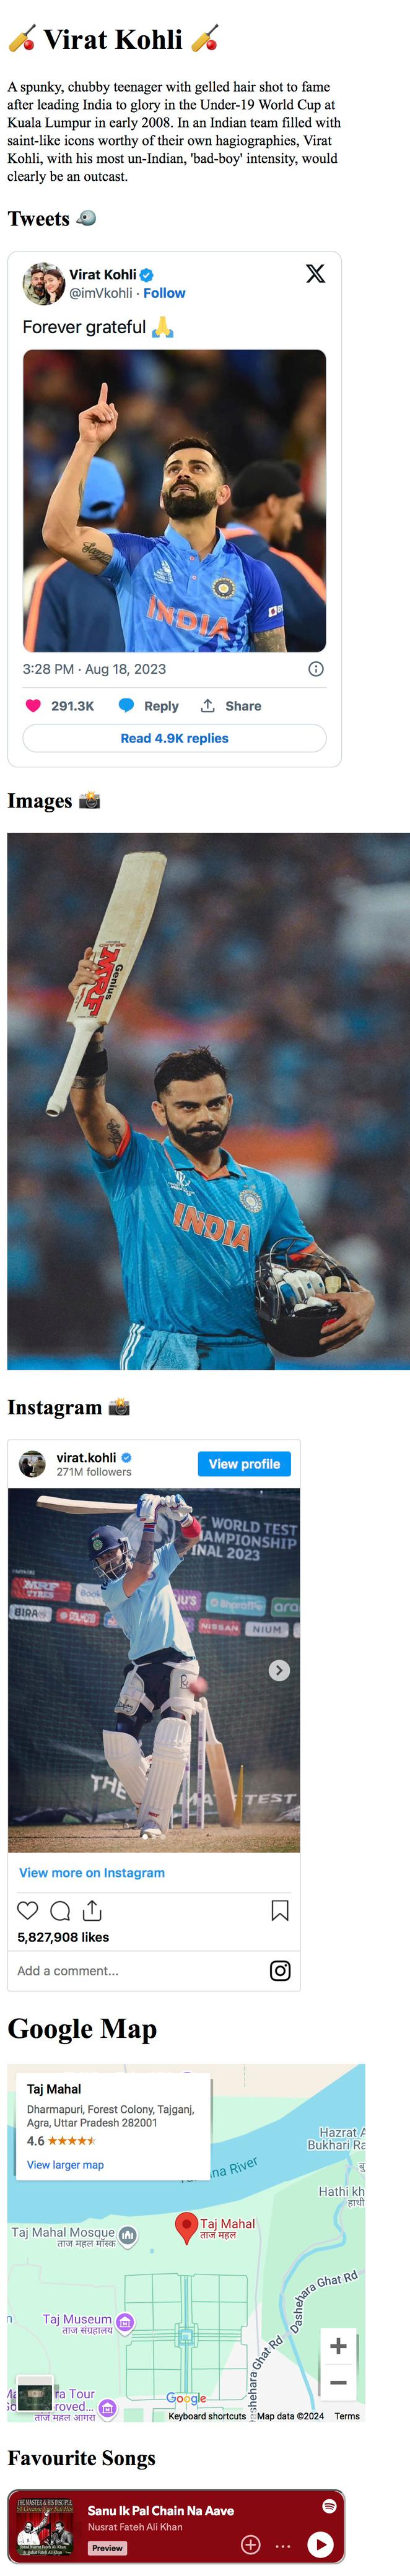 🏏 Virat Kohli 🏏
A spunky, chubby teenager with gelled hair shot to fame
after leading India to glory in the Under-19 World Cup at
Kuala Lumpur in early 2008. In an Indian team filled with
saint-like icons worthy of their own hagiographies, Virat
Kohli, with his most un-Indian, 'bad-boy' intensity, would
clearly be an outcast.
Tweets
Virat Kohli
@imVkohli · Follow
Forever grateful 🙏
INDIA
3:28 PM · Aug 18, 2023
291.3K Reply Share
Read 4.9K replies
Images 📸
Genius
MRF
INDIA
Instagram 📸
virat.kohli
271M followers
View profile
WORLD TEST
CHAMPIONSHIP
FINAL 2023
MRF
TYRES
NISSAN
NIUM
THE
TEST
View more on Instagram
5,827,908 likes
Add a comment...
Google Map
Taj Mahal
Dharmapuri, Forest Colony, Tajganj,
Agra, Uttar Pradesh 282001
4.6
View larger map
na River
Hazrat A
Bukhari Ra
Hathi kh
हाथी
Taj Mahal
ताज महल
Taj Mahal Mosque
ताज महल मॉस्क
Dashehara Ghat Rd
Taj Museum
ताज संग्रहालय
shehara Ghat Rd
ra Tour
roved...
ताज महल आगरा
Google
Keyboard shortcuts Map data ©2024 Terms
Favourite Songs
THE MASTER & HIS DISCIPLE
Sanu Ik Pal Chain Na Aave
Nusrat Fateh Ali Khan
Preview